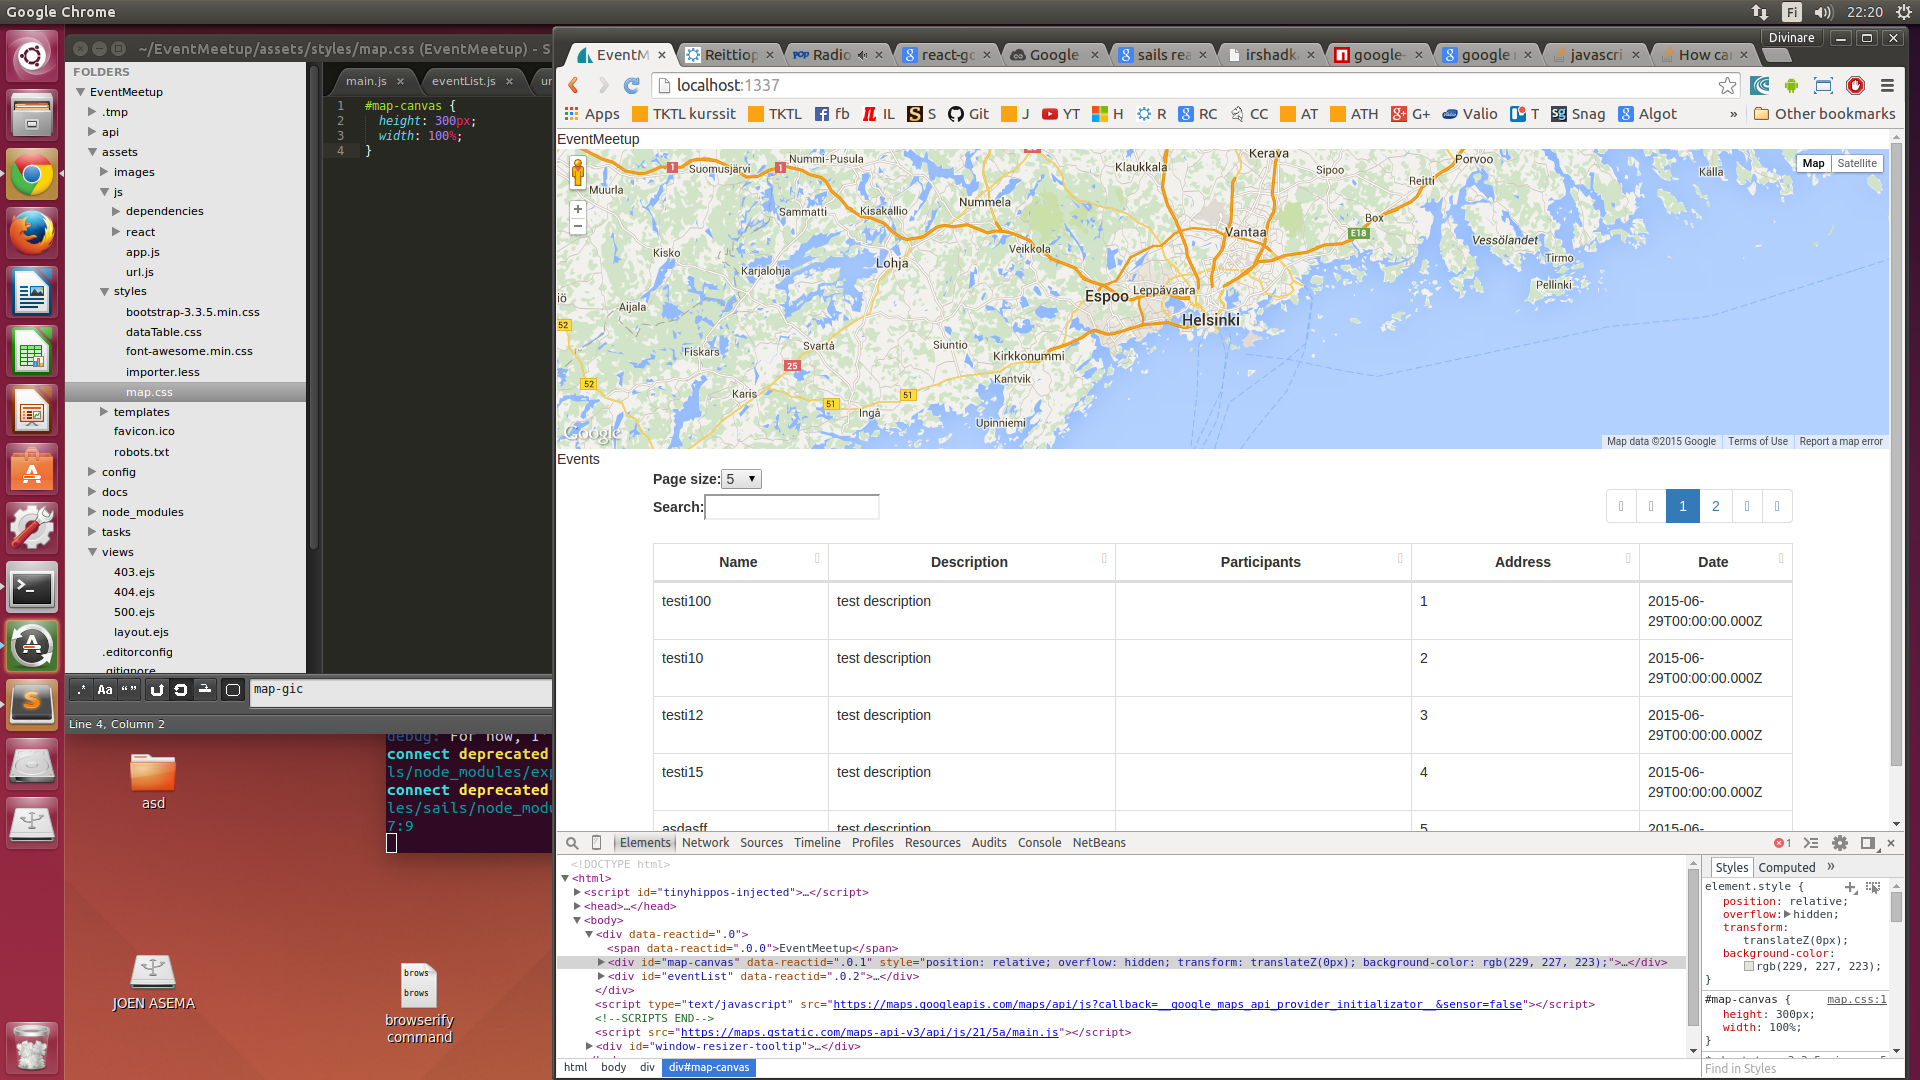 Google Chrome
Fi
22:20
~/EventMeetup/assets/styles/map.css (EventMeetup) - S
Divinare
FOLDERS
EventMeetup
.tmp
api
assets
images
js
dependencies
react
app.js
url.js
styles
bootstrap-3.3.5.min.css
dataTable.css
font-awesome.min.css
importer.less
map.css
templates
favicon.ico
robots.txt
config
docs
node_modules
tasks
views
403.ejs
404.ejs
500.ejs
layout.ejs
.editorconfig
.gitignore
main.js × eventList.js × ur
1 #map-canvas {
2 height: 300px;
3 width: 100%;
4 }
.* Aa “ ” map-gic
Line 4, Column 2
debug: For now, I
connect deprecated
ls/node_modules/exp
connect deprecated
les/sails/node_modu
7:9
asd
JOEN ASEMA
brows
brows
browserify
command
EventM × Reittiop × POP Radio × react-go × Google × sails rea × irshadk × google- × google m × javascri × How ca ×
localhost:1337
Apps TKTL kurssit TKTL fb IL S Git J YT H R RC CC AT ATH G+ Valio T Snag Algot » Other bookmarks
EventMeetup
Map Satellite
Nummi-Pusula
Suomusjärvi
Muurla
Sammatti
Kisakallio
Nummela
Klaukkala
Kerava
Sipoo
Porvoo
Reitti
Källa
Box
Kisko
Karjalohja
Lohja
Veikkola
Vantaa
E18
Vessölandet
Tirmo
Pellinki
iö
Aijala
Espoo
Leppävaara
Helsinki
52
Fiskars
Svartå
Siuntio
Kirkkonummi
1
1
25
52
Karis
51
51
Ingå
Kantvik
Upinniemi
Google
Map data ©2015 Google Terms of Use Report a map error
Events
Page size: 5
Search:
1 2
Name Description Participants Address Date
testi100 test description 1 2015-06-
29T00:00:00.000Z
testi10 test description 2 2015-06-
29T00:00:00.000Z
testi12 test description 3 2015-06-
29T00:00:00.000Z
testi15 test description 4 2015-06-
29T00:00:00.000Z
asdasff test description 5 2015-06-
Elements Network Sources Timeline Profiles Resources Audits Console NetBeans 1
<!DOCTYPE html>
<html>
<script id="tinyhippos-injected">…</script>
<head>…</head>
<body>
<div data-reactid=".0">
<span data-reactid=".0.0">EventMeetup</span>
<div id="map-canvas" data-reactid=".0.1" style="position: relative; overflow: hidden; transform: translateZ(0px); background-color: rgb(229, 227, 223);">…</div>
<div id="eventList" data-reactid=".0.2">…</div>
</div>
<script type="text/javascript" src="https://maps.googleapis.com/maps/api/js?callback=__google_maps_api_provider_initializator__&sensor=false"></script>
<!--SCRIPTS END-->
<script src="https://maps.gstatic.com/maps-api-v3/api/js/21/5a/main.js"></script>
<div id="window-resizer-tooltip">…</div>
html body div div#map-canvas
Styles Computed »
element.style {
position: relative;
overflow: hidden;
transform:
translateZ(0px);
background-color:
rgb(229, 227, 223);
}
#map-canvas { map.css:1
height: 300px;
width: 100%;
}
Find in Styles